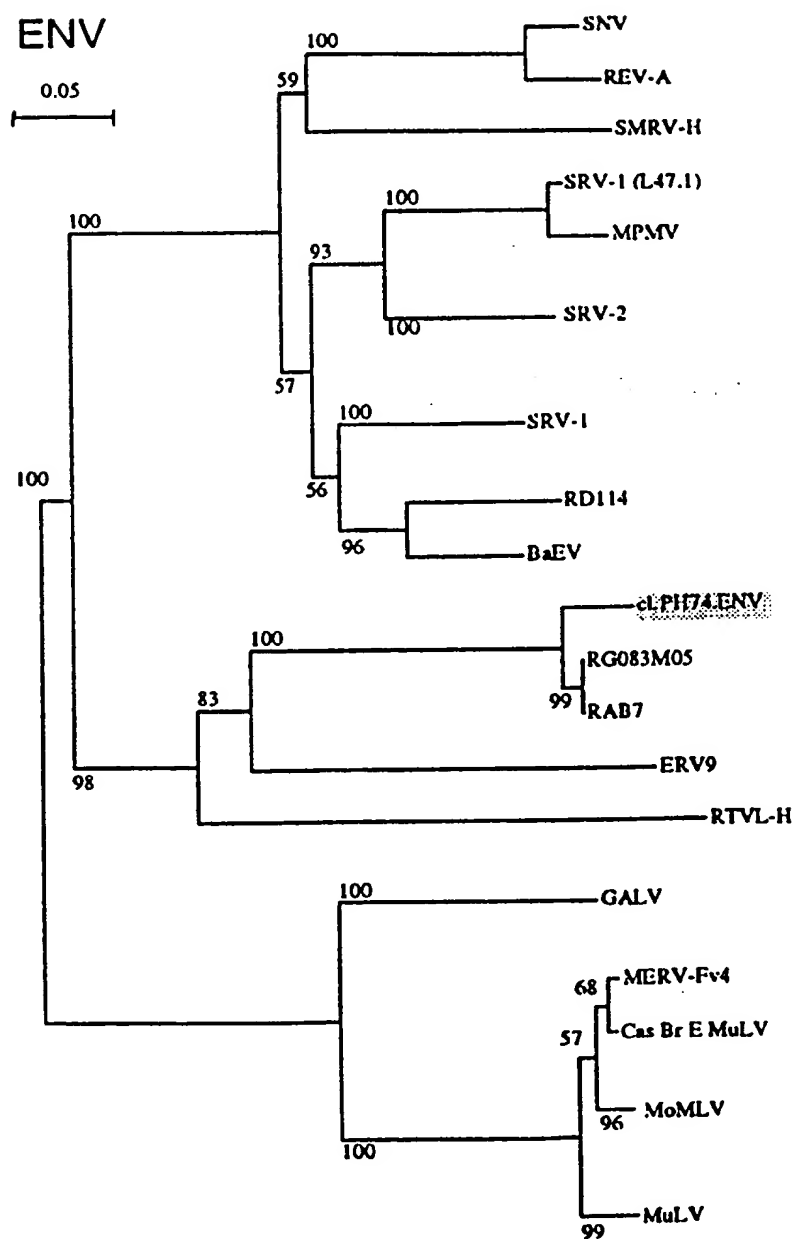 ENV
SNV
100
0.05
59
REV-A
SMRV-H
SRV-1 (L47.1)
100
100
MPMV
93
SRV-2
100
57
100
SRV-1
100
56
RD114
96
BaEV
cLPH74.ENV
100
RG083M05
83
99
RAB7
98
ERV9
RTVL-H
100
GALV
68
MERV-Fv4
57
Cas Br E MuLV
96
MoMLV
100
99
MuLV